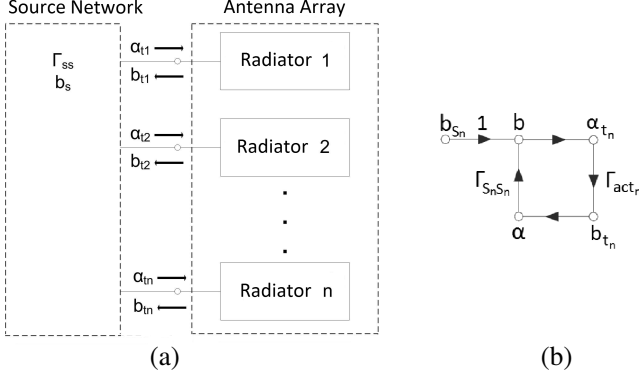 Source Network
Antenna Array
Γss
bs
αt1
bt1
Radiator 1
αt2
bt2
Radiator 2
αtn
btn
Radiator n
(a)
bSn 1 b αtn
ΓSnSn Γactn
α btn
(b)